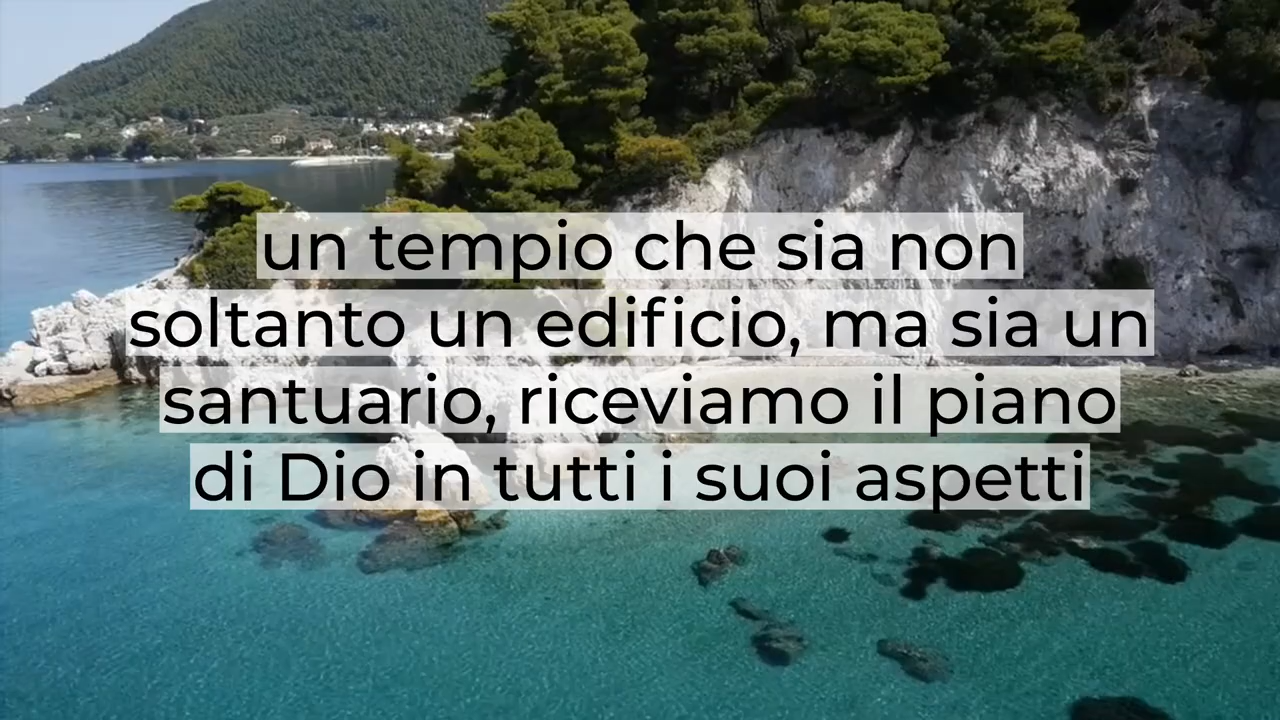 un tempio che sia non
soltanto un edificio, ma sia un
santuario, riceviamo il piano
di Dio in tutti i suoi aspetti